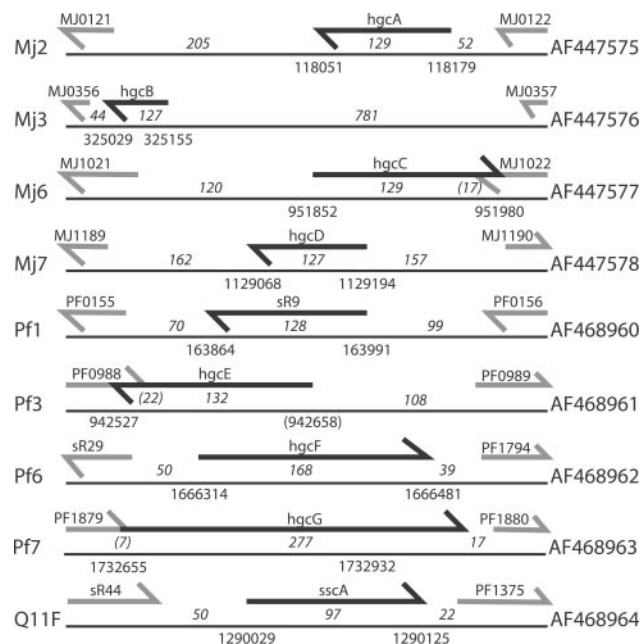 MJ0121 hgcA MJ0122
Mj2 205 129 52 AF447575
118051 118179
MJ0356 hgcB MJ0357
Mj3 44 127 781 AF447576
325029 325155
MJ1021 hgcC MJ1022
Mj6 120 129 (17) AF447577
951852 951980
MJ1189 hgcD MJ1190
Mj7 162 127 157 AF447578
1129068 1129194
PF0155 sR9 PF0156
Pf1 70 128 99 AF468960
163864 163991
PF0988 hgcE PF0989
Pf3 (22) 132 108 AF468961
942527 (942658)
sR29 hgcF PF1794
Pf6 50 168 39 AF468962
1666314 1666481
PF1879 hgcG PF1880
Pf7 (7) 277 17 AF468963
1732655 1732932
sR44 sscA PF1375
Q11F 50 97 22 AF468964
1290029 1290125